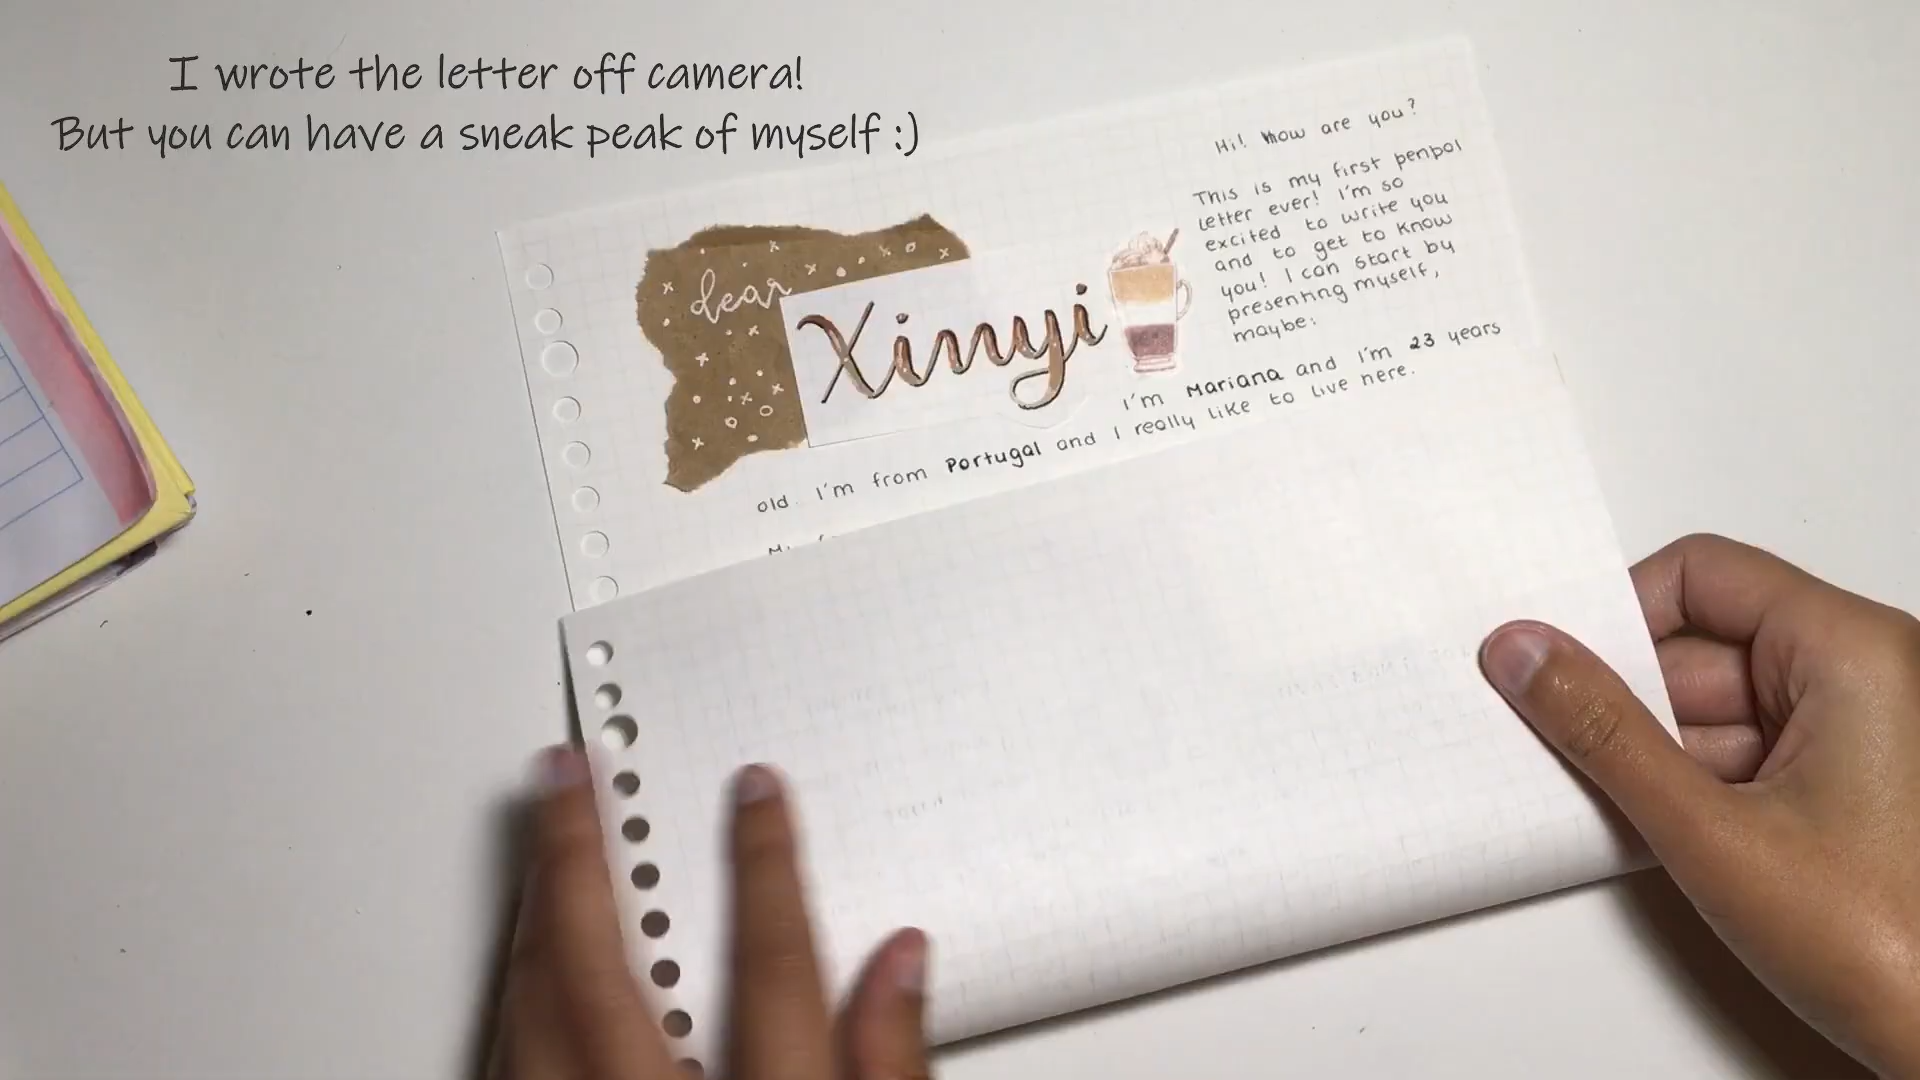 I wrote the letter off camera!
But you can have a sneak peak of myself :)
dear
Xinyi
Hi! how are you?
This is my first penpal
letter ever! I'm so
excited to write you
and to get to know
you! I can start by
presenting myself,
maybe:
I'm Mariana and I'm 23 years
old. I'm from Portugal and I really like to live here.